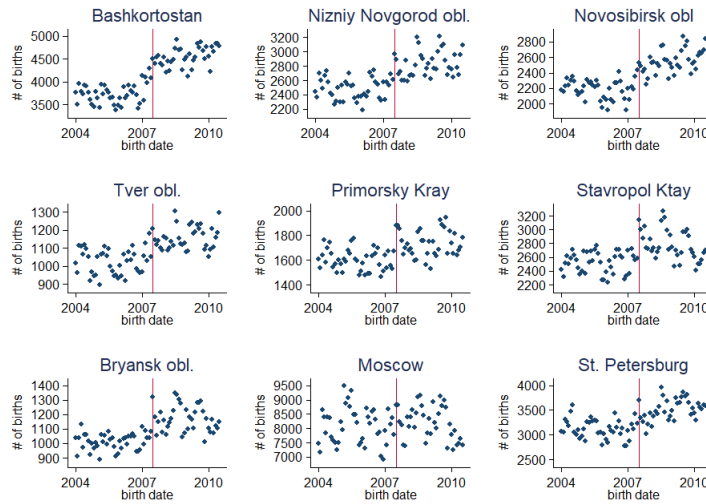 Bashkortostan
# of births
5000
4500
4000
3500
2004 2007 2010
birth date
Nizniy Novgorod obl.
# of births
3200
3000
2800
2600
2400
2200
2004 2007 2010
birth date
Novosibirsk obl
# of births
2800
2600
2400
2200
2000
2004 2007 2010
birth date
Tver obl.
# of births
1300
1200
1100
1000
900
2004 2007 2010
birth date
Primorsky Kray
# of births
2000
1800
1600
1400
2004 2007 2010
birth date
Stavropol Ktay
# of births
3200
3000
2800
2600
2400
2200
2004 2007 2010
birth date
Bryansk obl.
# of births
1400
1300
1200
1100
1000
900
2004 2007 2010
birth date
Moscow
# of births
9500
9000
8500
8000
7500
7000
2004 2007 2010
birth date
St. Petersburg
# of births
4000
3500
3000
2500
2004 2007 2010
birth date